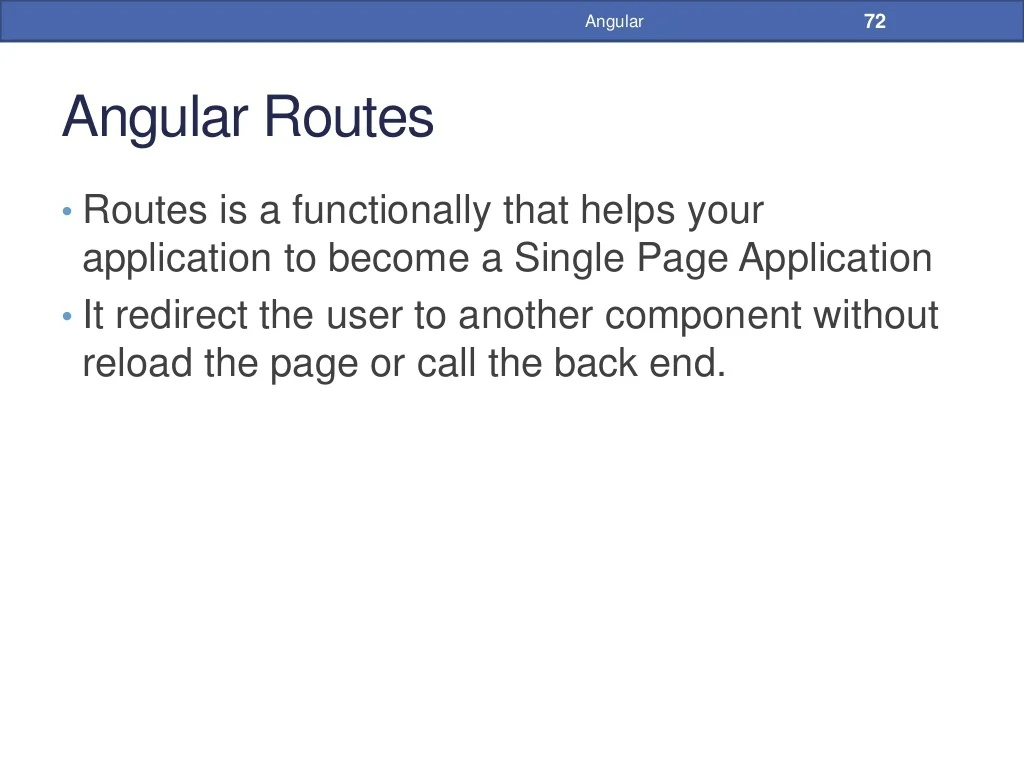 Angular 72
Angular Routes
• Routes is a functionally that helps your
application to become a Single Page Application
• It redirect the user to another component without
reload the page or call the back end.